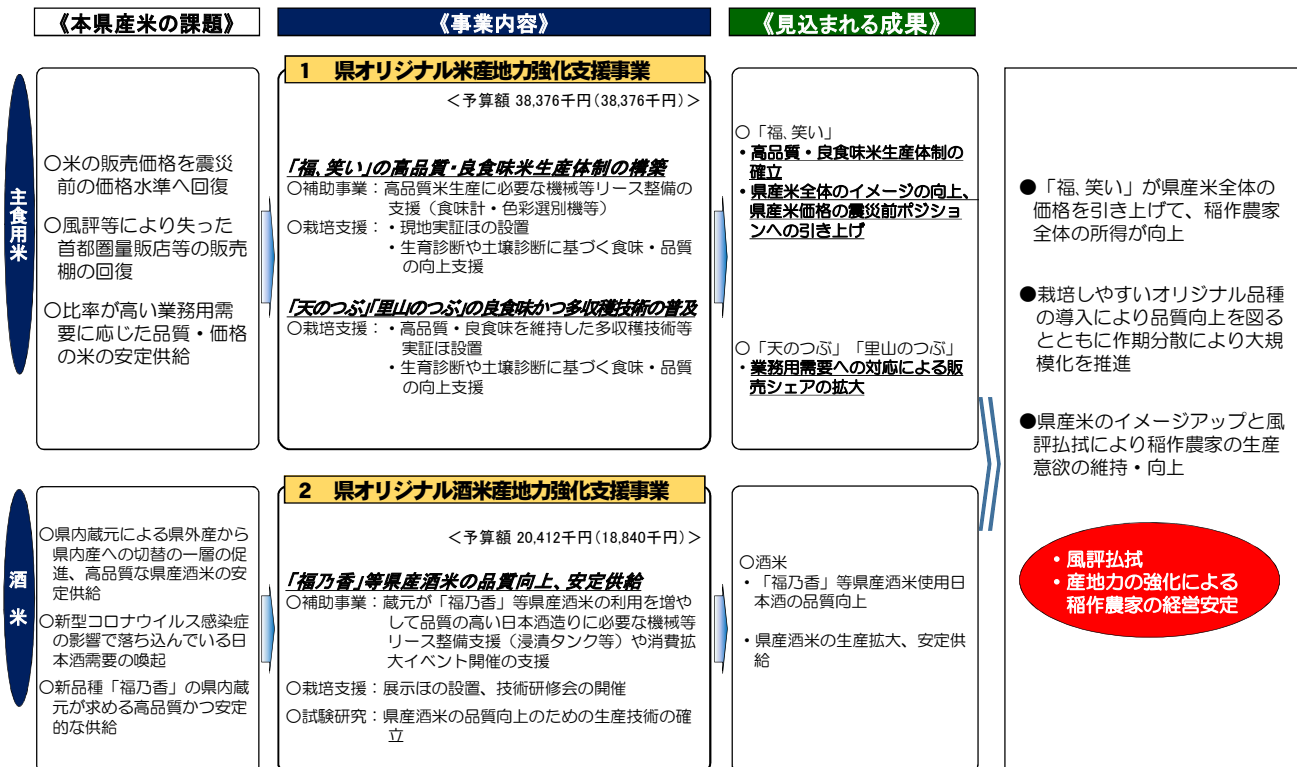 《本県産米の課題》
《事業内容》
《見込まれる成果》
主食用米
○米の販売価格を震災
前の価格水準へ回復
○風評等により失った
首都圏量販店等の販売
棚の回復
○比率が高い業務用需
要に応じた品質・価格
の米の安定供給
1 県オリジナル米産地力強化支援事業
＜予算額 38,376千円（38,376千円）＞
「福、笑い」の高品質・良食味米生産体制の構築
○補助事業：高品質米生産に必要な機械等リース整備の
支援（食味計・色彩選別機等）
○栽培支援：・現地実証ほの設置
・生育診断や土壌診断に基づく食味・品質
の向上支援
「天のつぶ」「里山のつぶ」の良食味かつ多収穫技術の普及
○栽培支援：・高品質・良食味を維持した多収穫技術等
実証ほ設置
・生育診断や土壌診断に基づく食味・品質
の向上支援
○「福、笑い」
・高品質・良食味米生産体制の
確立
・県産米全体のイメージの向上、
県産米価格の震災前ポジショ
ンへの引き上げ
○「天のつぶ」「里山のつぶ」
・業務用需要への対応による販
売シェアの拡大
酒米
○県内蔵元による県外産から
県内産への切替の一層の促
進、高品質な県産酒米の安
定供給
○新型コロナウイルス感染症
の影響で落ち込んでいる日
本酒需要の喚起
○新品種「福乃香」の県内蔵
元が求める高品質かつ安定
的な供給
2 県オリジナル酒米産地力強化支援事業
＜予算額 20,412千円（18,840千円）＞
「福乃香」等県産酒米の品質向上、安定供給
○補助事業：蔵元が「福乃香」等県産酒米の利用を増や
して品質の高い日本酒造りに必要な機械等
リース整備支援（浸漬タンク等）や消費拡
大イベント開催の支援
○栽培支援：展示ほの設置、技術研修会の開催
○試験研究：県産酒米の品質向上のための生産技術の確
立
○酒米
・「福乃香」等県産酒米使用日
本酒の品質向上
・県産酒米の生産拡大、安定供
給
●「福、笑い」が県産米全体の
価格を引き上げて、稲作農家
全体の所得が向上
●栽培しやすいオリジナル品種
の導入により品質向上を図る
とともに作期分散により大規
模化を推進
●県産米のイメージアップと風
評払拭により稲作農家の生産
意欲の維持・向上
・風評払拭
・産地力の強化による
稲作農家の経営安定